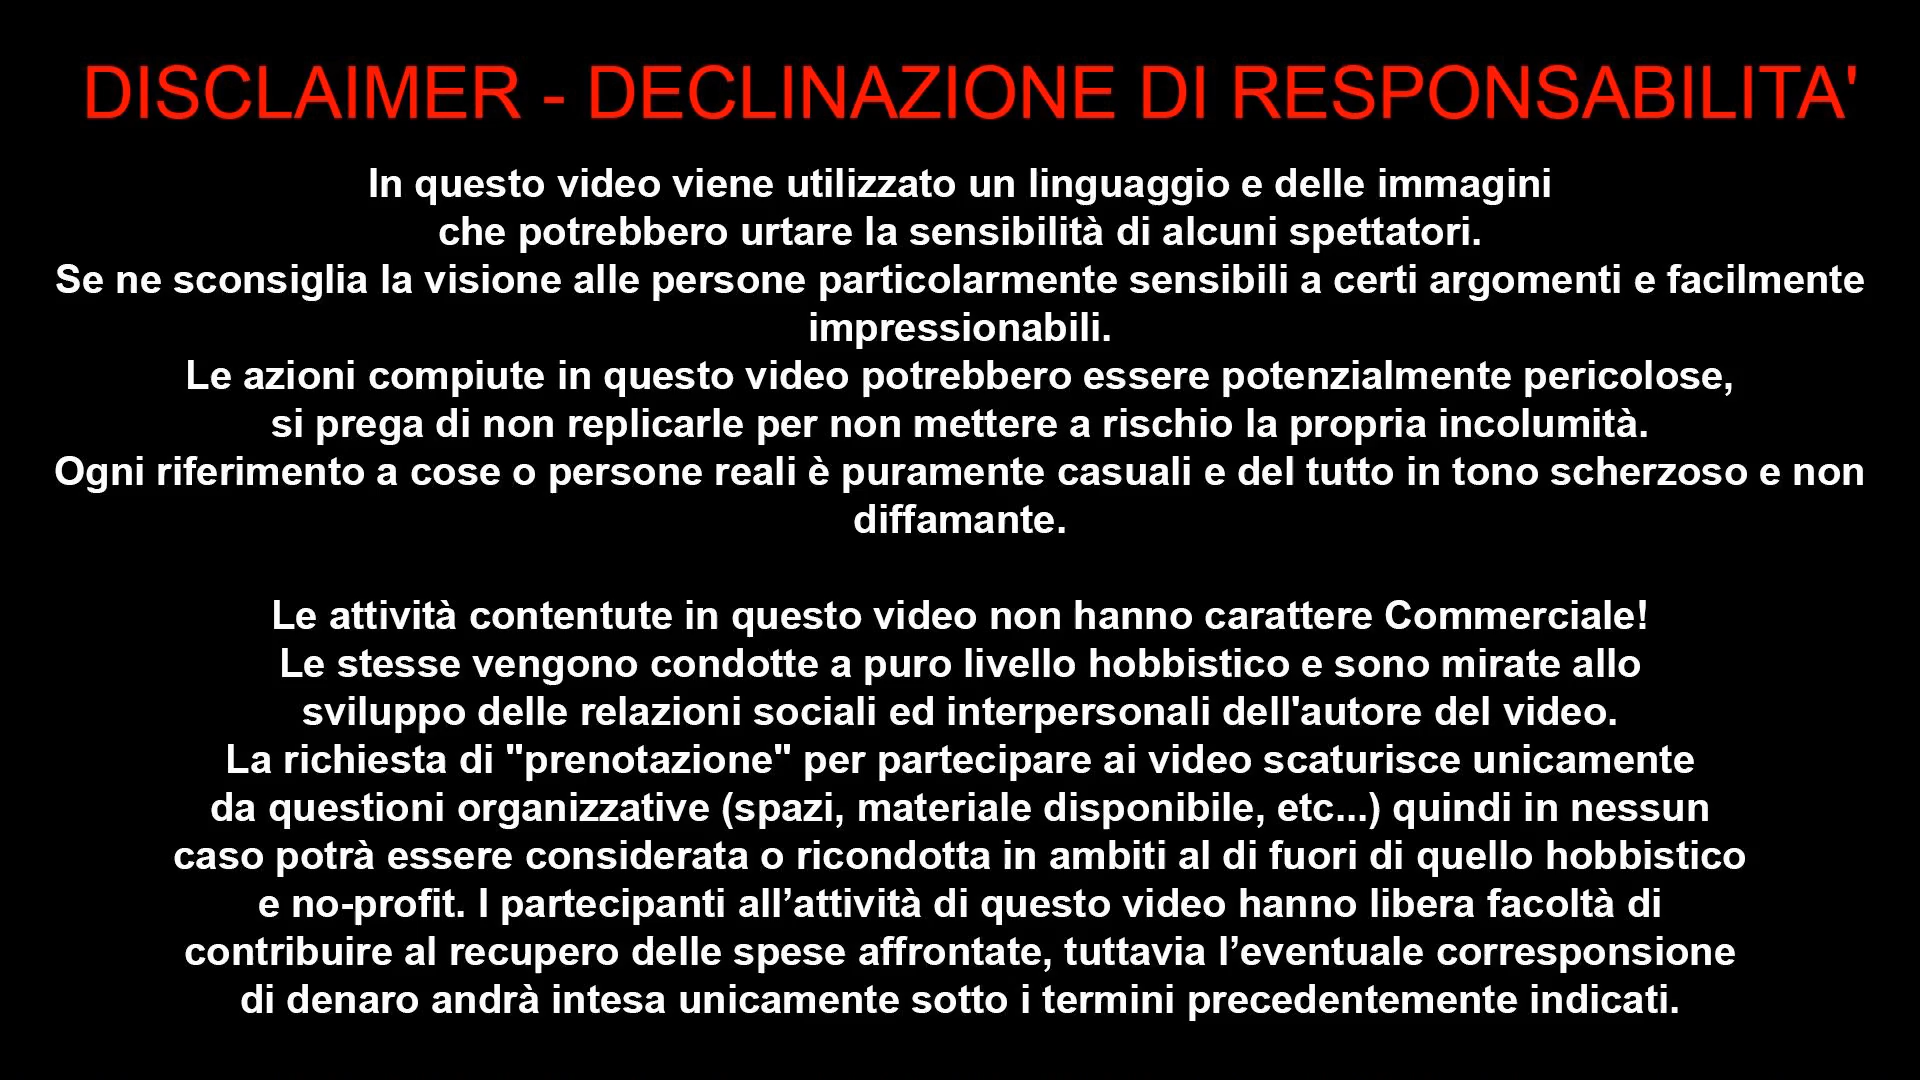 DISCLAIMER - DECLINAZIONE DI RESPONSABILITA'
In questo video viene utilizzato un linguaggio e delle immagini
che potrebbero urtare la sensibilità di alcuni spettatori.
Se ne sconsiglia la visione alle persone particolarmente sensibili a certi argomenti e facilmente
impressionabili.
Le azioni compiute in questo video potrebbero essere potenzialmente pericolose,
si prega di non replicarle per non mettere a rischio la propria incolumità.
Ogni riferimento a cose o persone reali è puramente casuali e del tutto in tono scherzoso e non
diffamante.
Le attività contentute in questo video non hanno carattere Commerciale!
Le stesse vengono condotte a puro livello hobbistico e sono mirate allo
sviluppo delle relazioni sociali ed interpersonali dell'autore del video.
La richiesta di "prenotazione" per partecipare ai video scaturisce unicamente
da questioni organizzative (spazi, materiale disponibile, etc...) quindi in nessun
caso potrà essere considerata o ricondotta in ambiti al di fuori di quello hobbistico
e no-profit. I partecipanti all’attività di questo video hanno libera facoltà di
contribuire al recupero delle spese affrontate, tuttavia l’eventuale corresponsione
di denaro andrà intesa unicamente sotto i termini precedentemente indicati.